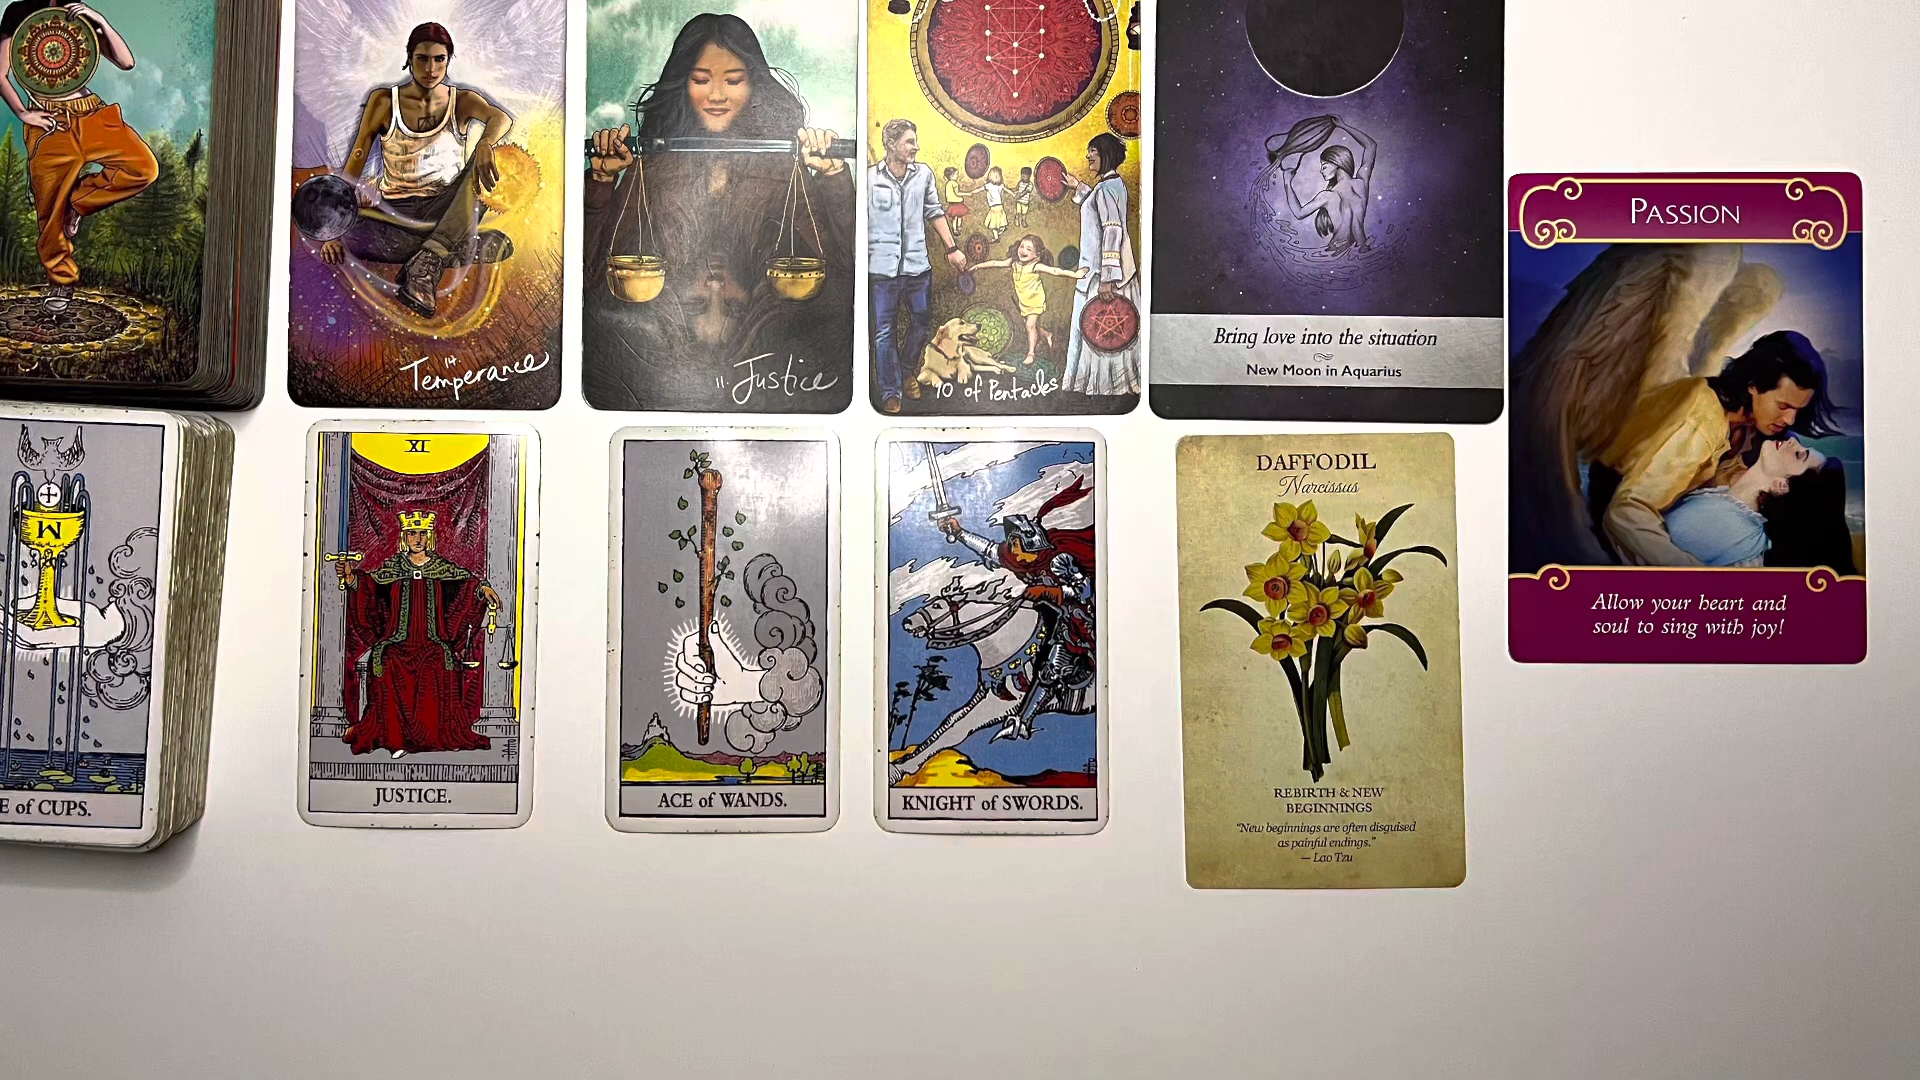 14
Temperance
11. Justice
10 of Pentacles
Bring love into the situation
New Moon in Aquarius
PASSION
Allow your heart and
soul to sing with joy!
W
E of CUPS.
XI
JUSTICE.
ACE of WANDS.
KNIGHT of SWORDS.
DAFFODIL
Narcissus
REBIRTH & NEW
BEGINNINGS
"New beginnings are often disguised
as painful endings."
— Lao Tzu